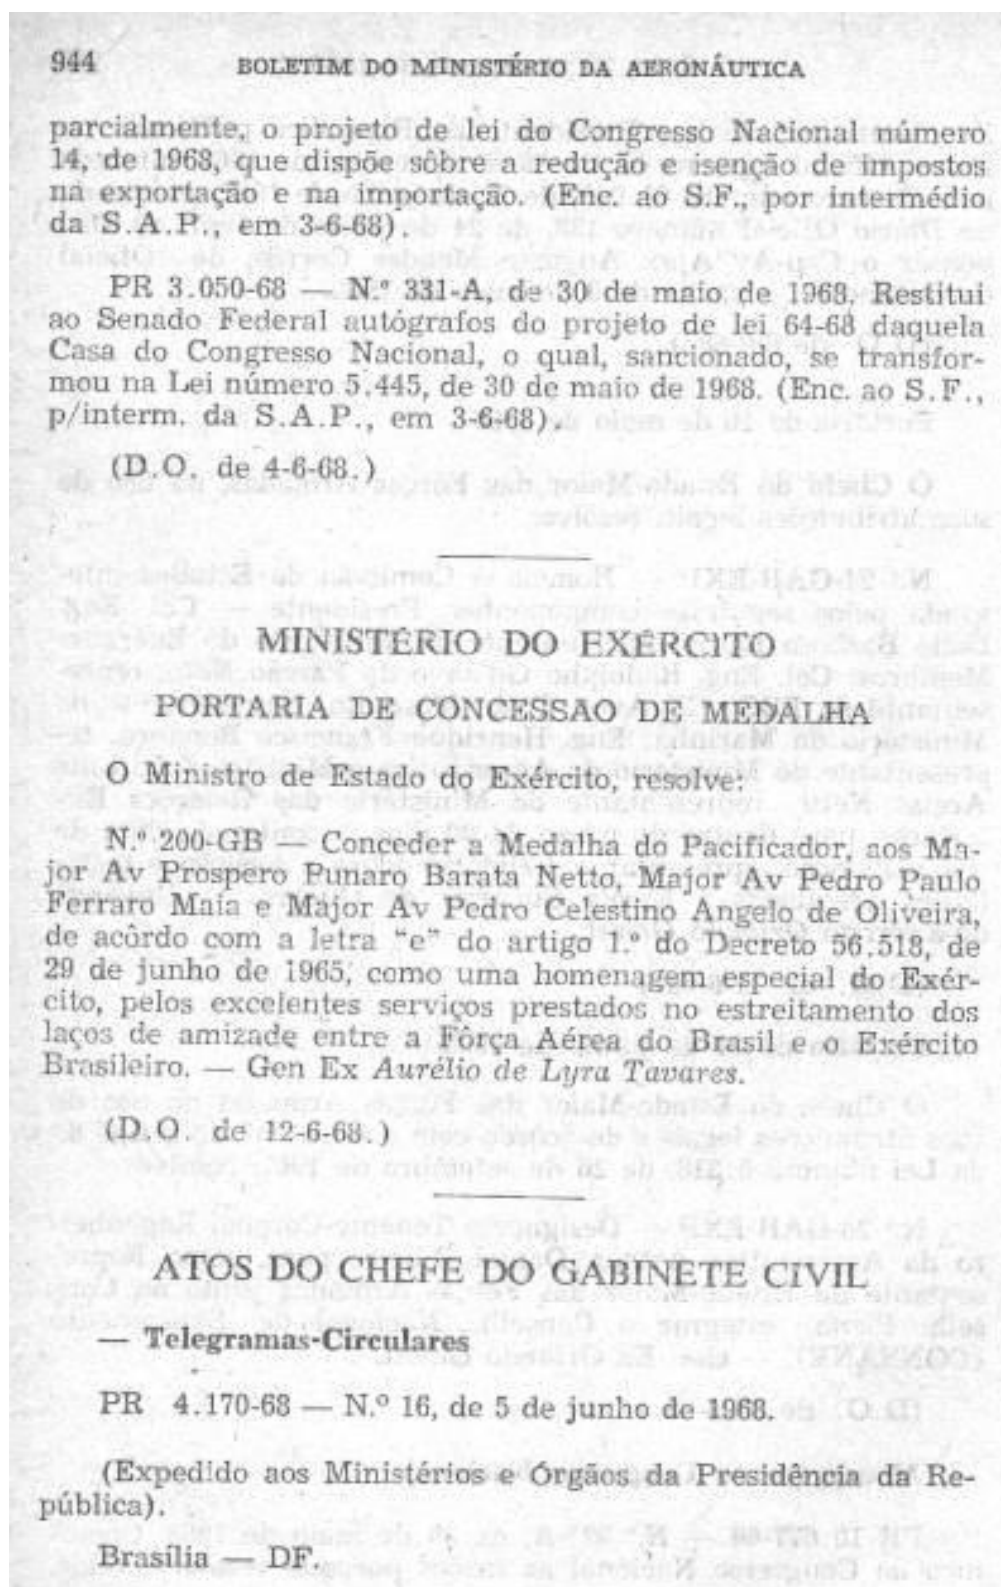 944 BOLETIM DO MINISTÉRIO DA AERONÁUTICA
parcialmente, o projeto de lei do Congresso Nacional número
14, de 1968, que dispõe sôbre a redução e isenção de impostos
na exportação e na importação. (Enc. ao S.F., por intermédio
da S.A.P., em 3-6-68).
PR 3.050-68 — N.º 331-A, de 30 de maio de 1968. Restitui
ao Senado Federal autógrafos do projeto de lei 64-68 daquela
Casa do Congresso Nacional, o qual, sancionado, se transfor-
mou na Lei número 5.445, de 30 de maio de 1968. (Enc. ao S.F.,
p/interm. da S.A.P., em 3-6-68).
(D.O. de 4-6-68.)
MINISTÉRIO DO EXÉRCITO
PORTARIA DE CONCESSAO DE MEDALHA
O Ministro de Estado do Exército, resolve:
N.º 200-GB — Conceder a Medalha do Pacificador, aos Ma-
jor Av Prospero Punaro Barata Netto, Major Av Pedro Paulo
Ferraro Maia e Major Av Pedro Celestino Angelo de Oliveira,
de acôrdo com a letra "e" do artigo 1.º do Decreto 56.518, de
29 de junho de 1965, como uma homenagem especial do Exér-
cito, pelos excelentes serviços prestados no estreitamento dos
laços de amizade entre a Fôrça Aérea do Brasil e o Exército
Brasileiro. — Gen Ex Aurélio de Lyra Tavares.
(D.O. de 12-6-68.)
ATOS DO CHEFE DO GABINETE CIVIL
— Telegramas-Circulares
PR 4.170-68 — N.º 16, de 5 de junho de 1968.
(Expedido aos Ministérios e Órgãos da Presidência da Re-
pública).
Brasília — DF.